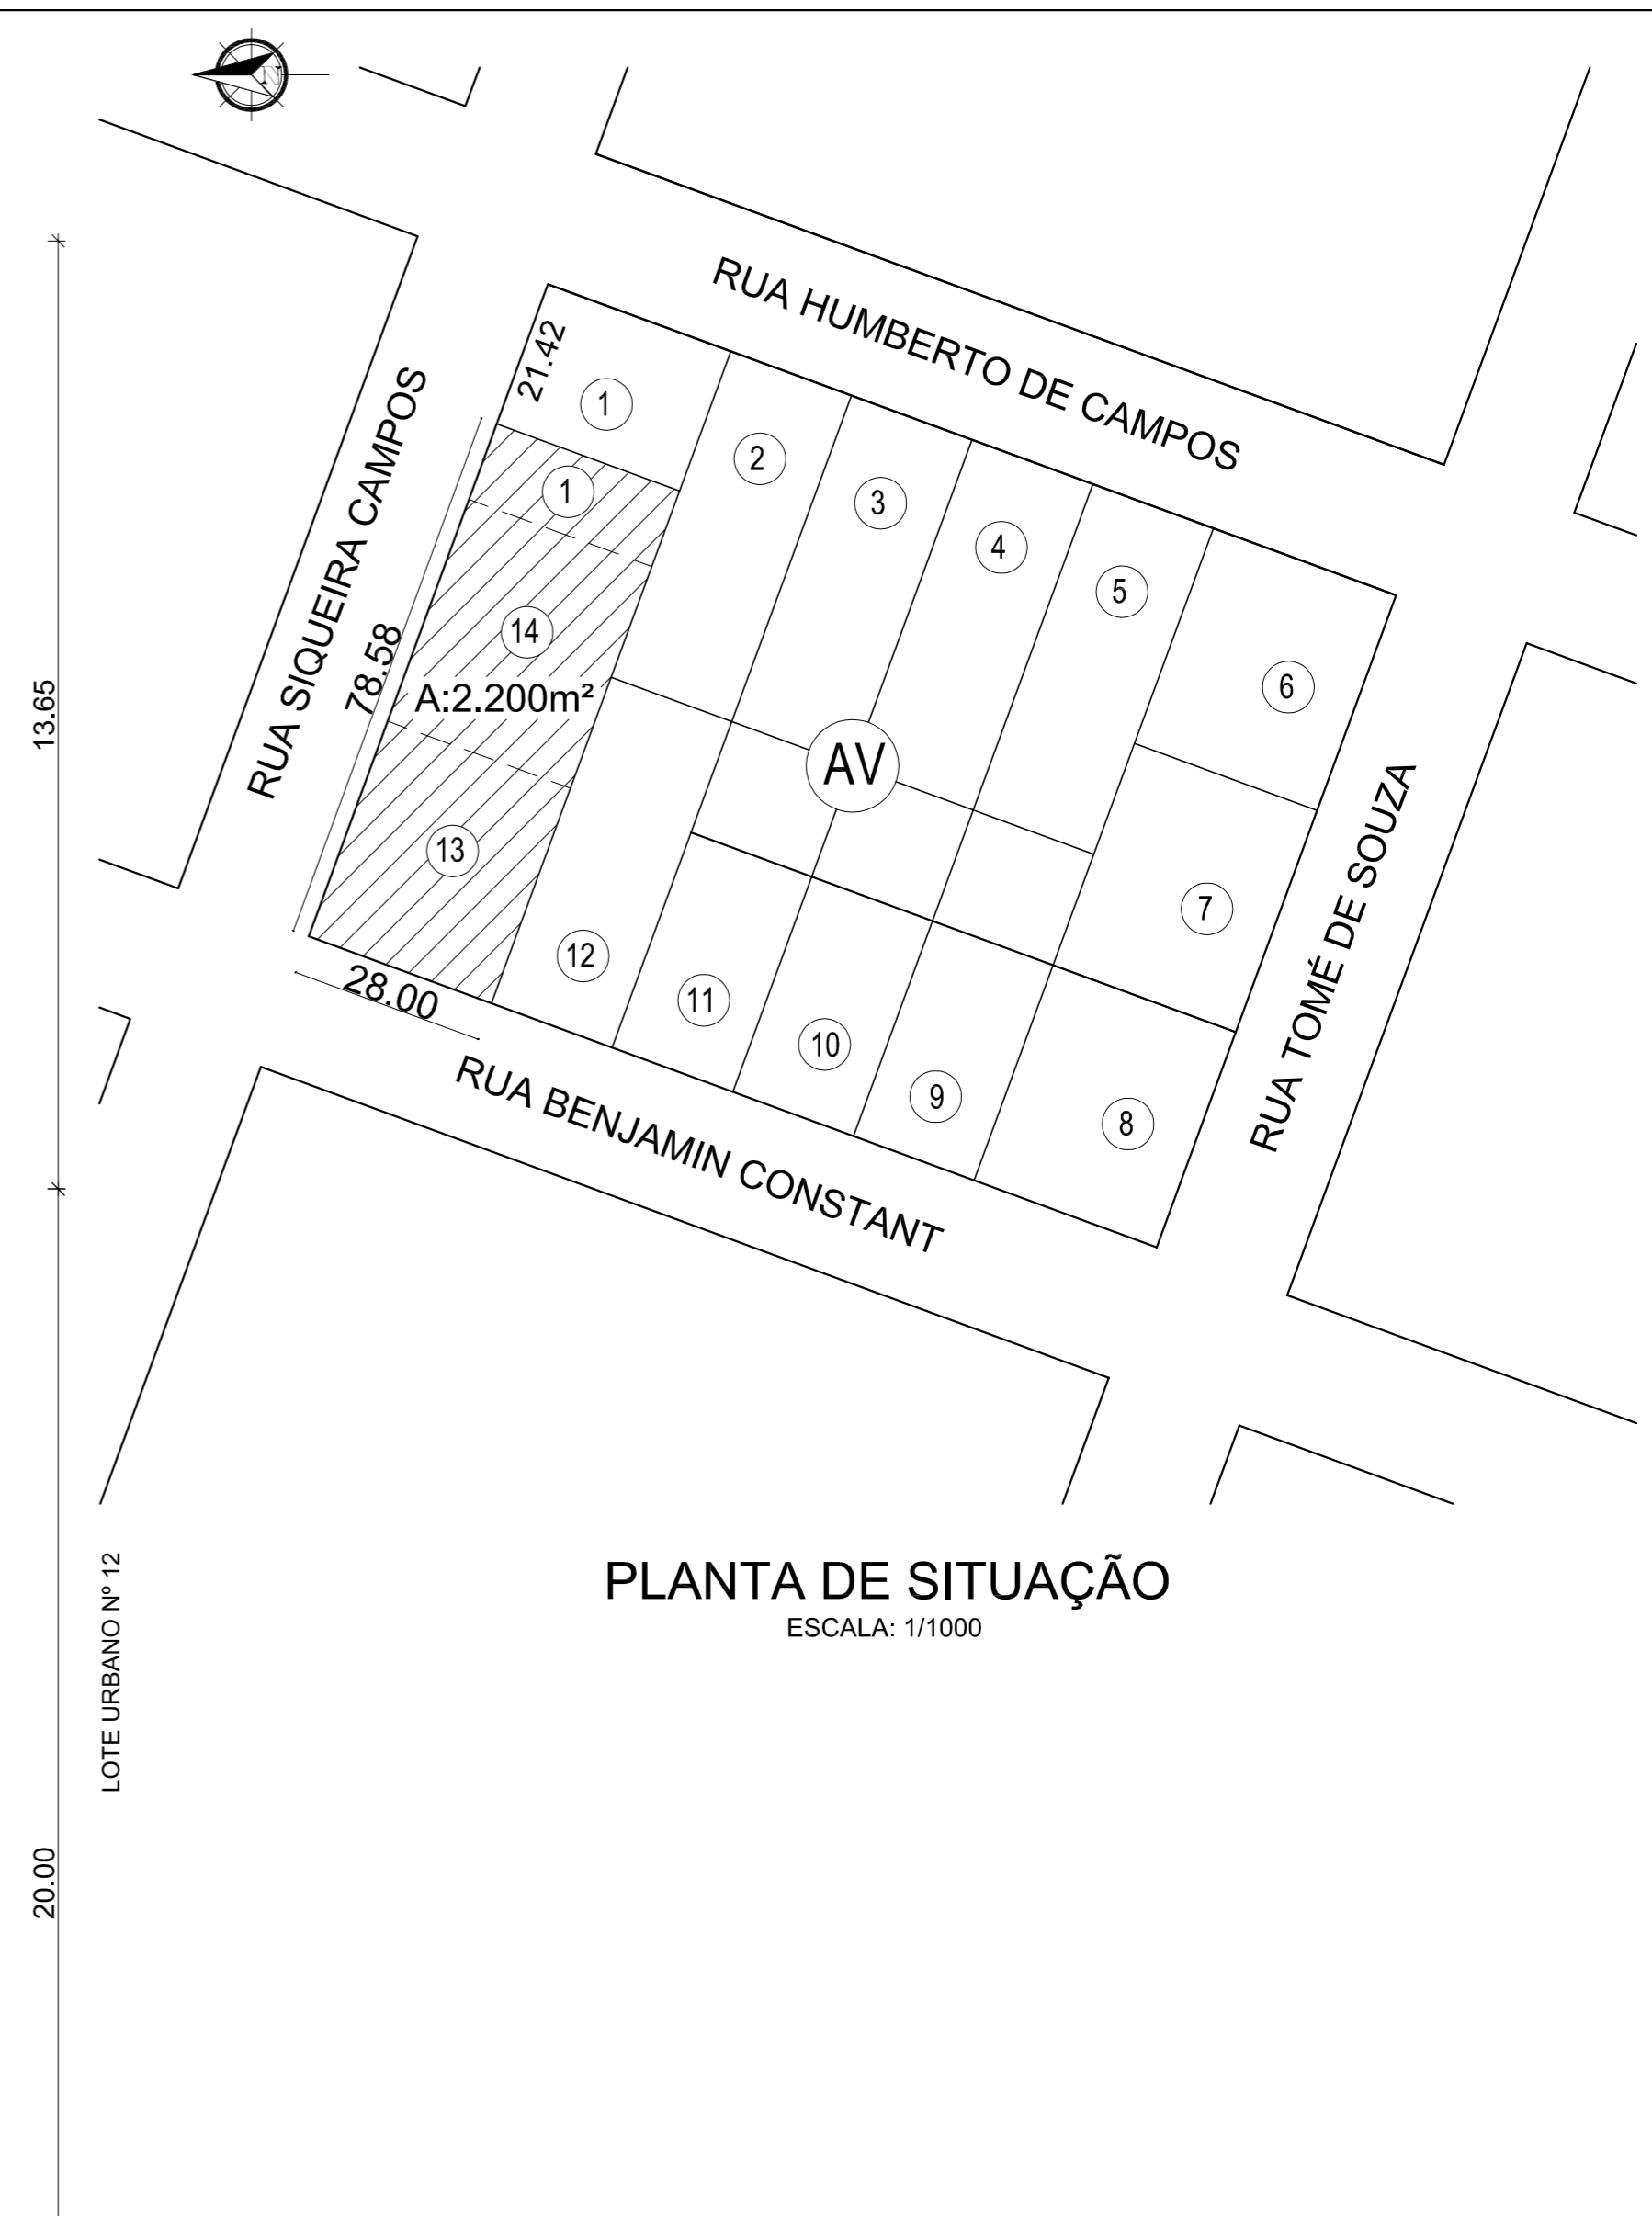 N
RUA HUMBERTO DE CAMPOS
21.42
1
2
3
4
5
6
1
RUA SIQUEIRA CAMPOS
14
78.58
A:2.200m²
13.65
AV
13
7
RUA TOMÉ DE SOUZA
12
28.00
11
10
9
8
RUA BENJAMIN CONSTANT
PLANTA DE SITUAÇÃO
ESCALA: 1/1000
LOTE URBANO Nº 12
20.00